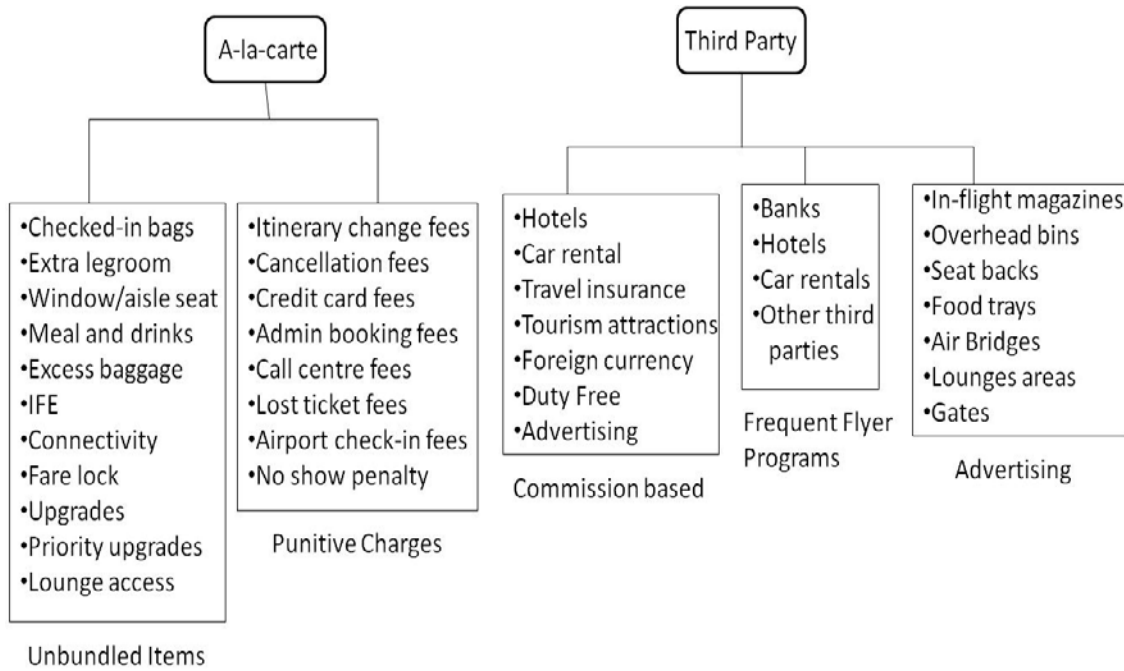 A-la-carte
Third Party
•Checked-in bags
•Extra legroom
•Window/aisle seat
•Meal and drinks
•Excess baggage
•IFE
•Connectivity
•Fare lock
•Upgrades
•Priority upgrades
•Lounge access
Unbundled Items
•Itinerary change fees
•Cancellation fees
•Credit card fees
•Admin booking fees
•Call centre fees
•Lost ticket fees
•Airport check-in fees
•No show penalty
Punitive Charges
•Hotels
•Car rental
•Travel insurance
•Tourism attractions
•Foreign currency
•Duty Free
•Advertising
Commission based
•Banks
•Hotels
•Car rentals
•Other third
parties
Frequent Flyer
Programs
•In-flight magazines
•Overhead bins
•Seat backs
•Food trays
•Air Bridges
•Lounges areas
•Gates
Advertising